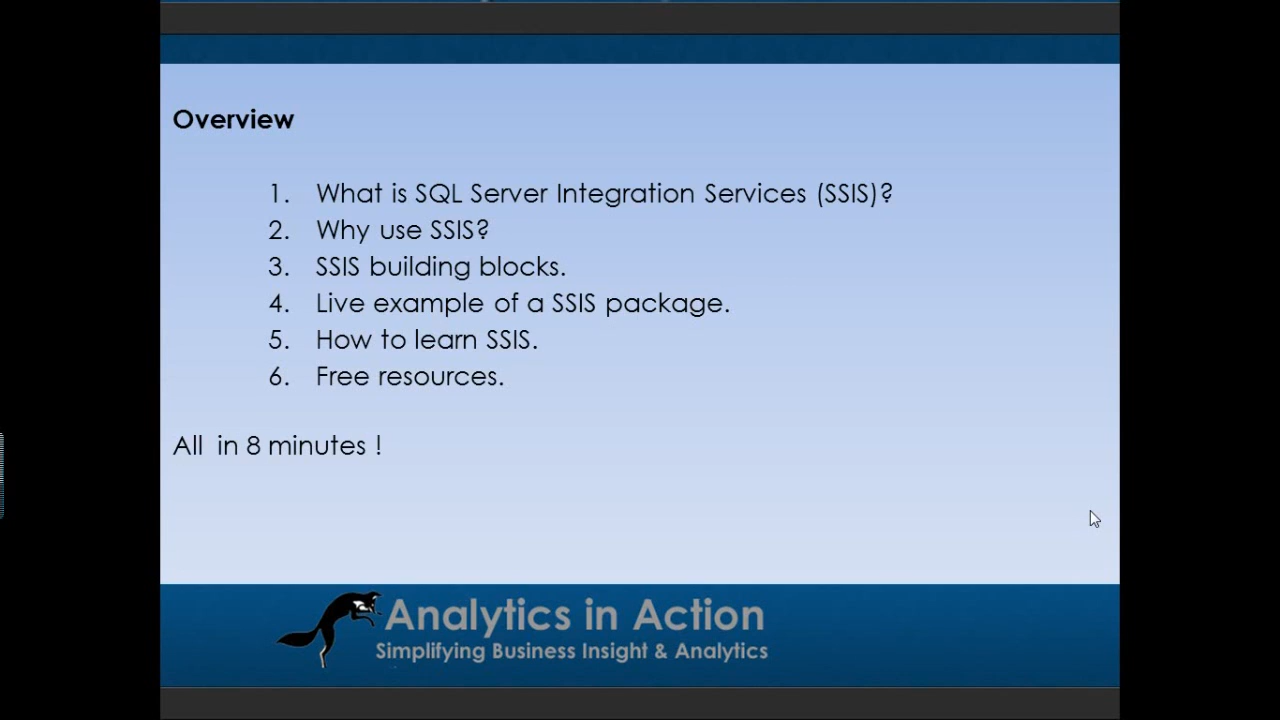 Overview
1. What is SQL Server Integration Services (SSIS)?
2. Why use SSIS?
3. SSIS building blocks.
4. Live example of a SSIS package.
5. How to learn SSIS.
6. Free resources.
All in 8 minutes !
Analytics in Action
Simplifying Business Insight & Analytics